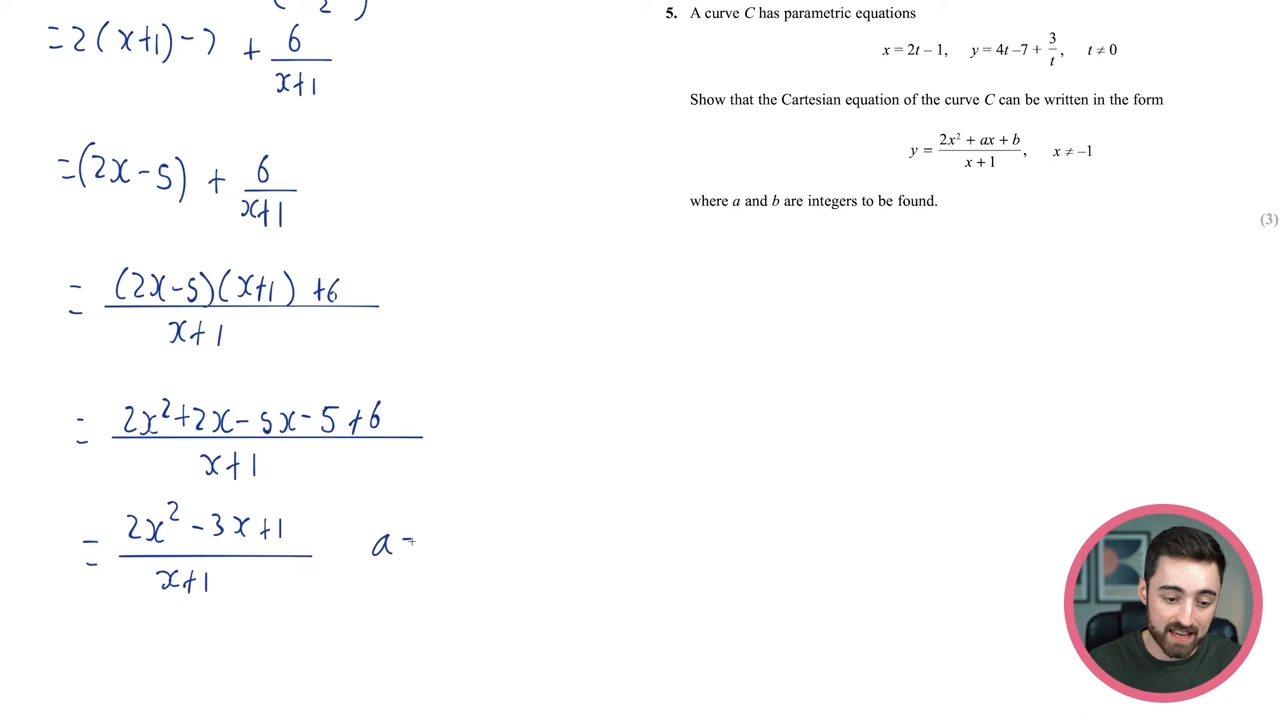 =2(x+1)-7 + 6/(x+1)
=(2x-5) + 6/(x+1)
= ((2x-5)(x+1) +6)/(x+1)
= (2x²+2x-5x-5+6)/(x+1)
= (2x²-3x+1)/(x+1) a=
5. A curve C has parametric equations
x = 2t – 1, y = 4t –7 + 3/t, t ≠ 0
Show that the Cartesian equation of the curve C can be written in the form
y = (2x² + ax + b)/(x + 1), x ≠ –1
where a and b are integers to be found.
(3)